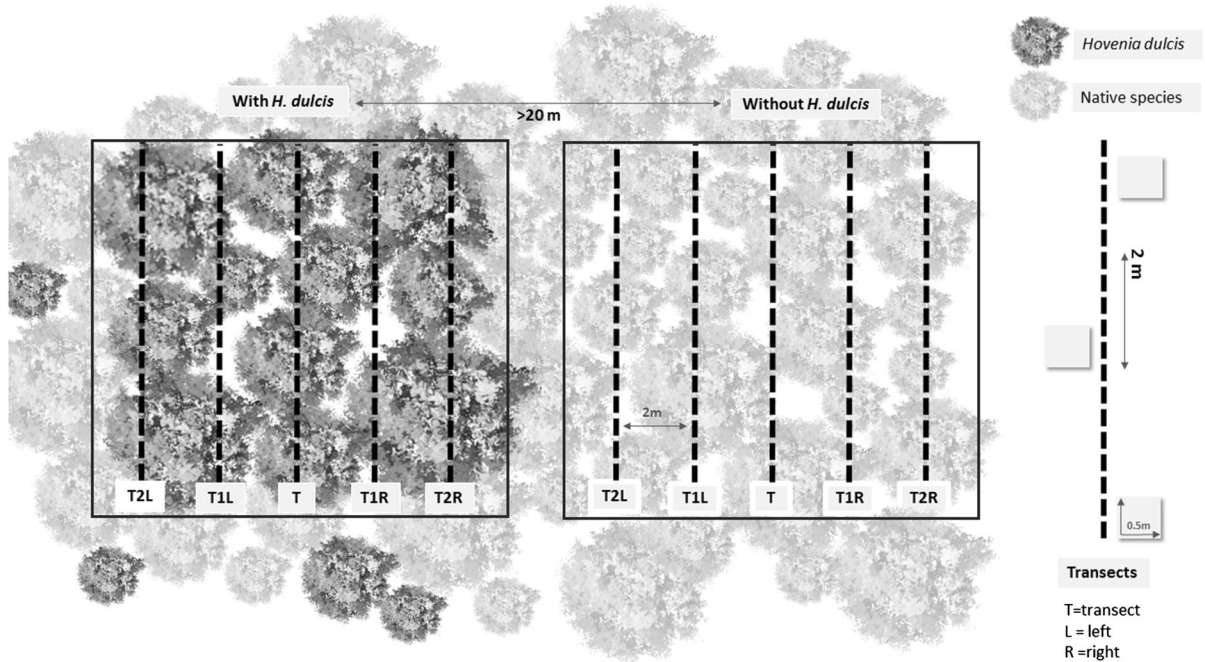 Hovenia dulcis
Native species
With H. dulcis
>20 m
Without H. dulcis
2 m
2m
T2L T1L T T1R T2R
T2L T1L T T1R T2R
0.5m
Transects
T=transect
L = left
R =right